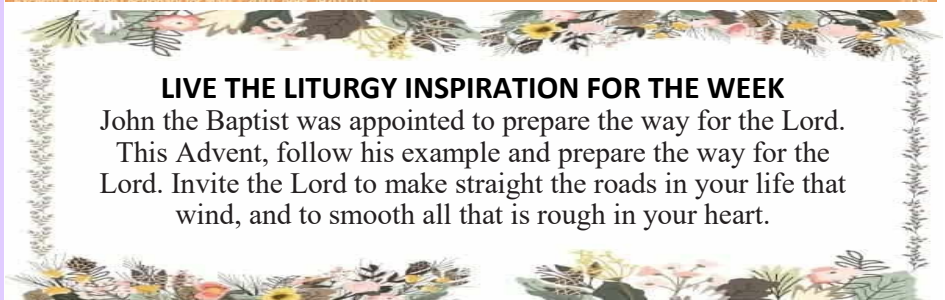 LIVE THE LITURGY INSPIRATION FOR THE WEEK
John the Baptist was appointed to prepare the way for the Lord.
This Advent, follow his example and prepare the way for the
Lord. Invite the Lord to make straight the roads in your life that
wind, and to smooth all that is rough in your heart.